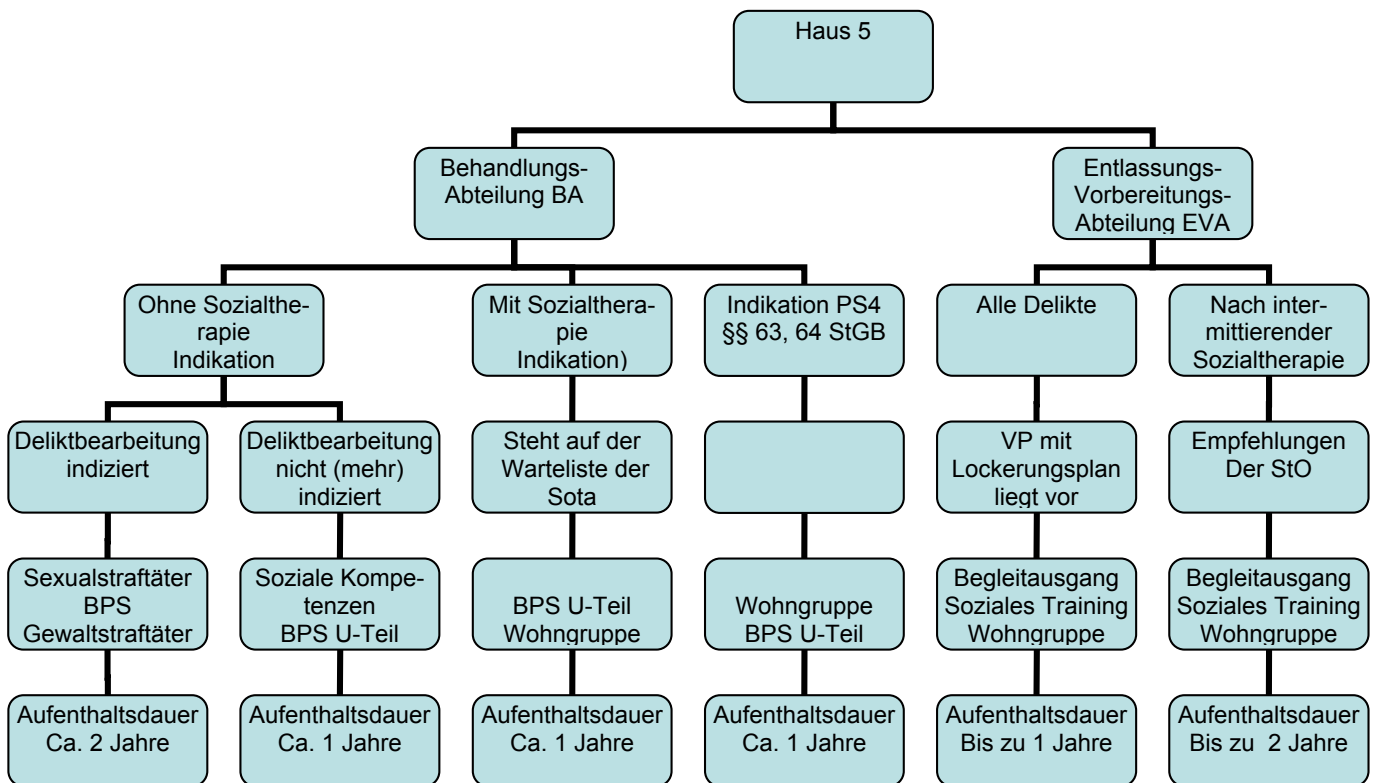 Haus 5
Behandlungs-
Abteilung BA
Entlassungs-
Vorbereitungs-
Abteilung EVA
Ohne Sozialthe-
rapie
Indikation
Mit Sozialthera-
pie
Indikation)
Indikation PS4
§§ 63, 64 StGB
Alle Delikte
Nach inter-
mittierender
Sozialtherapie
Deliktbearbeitung
indiziert
Deliktbearbeitung
nicht (mehr)
indiziert
Steht auf der
Warteliste der
Sota
VP mit
Lockerungsplan
liegt vor
Empfehlungen
Der StO
Sexualstraftäter
BPS
Gewaltstraftäter
Soziale Kompe-
tenzen
BPS U-Teil
BPS U-Teil
Wohngruppe
Wohngruppe
BPS U-Teil
Begleitausgang
Soziales Training
Wohngruppe
Begleitausgang
Soziales Training
Wohngruppe
Aufenthaltsdauer
Ca. 2 Jahre
Aufenthaltsdauer
Ca. 1 Jahre
Aufenthaltsdauer
Ca. 1 Jahre
Aufenthaltsdauer
Ca. 1 Jahre
Aufenthaltsdauer
Bis zu 1 Jahre
Aufenthaltsdauer
Bis zu  2 Jahre